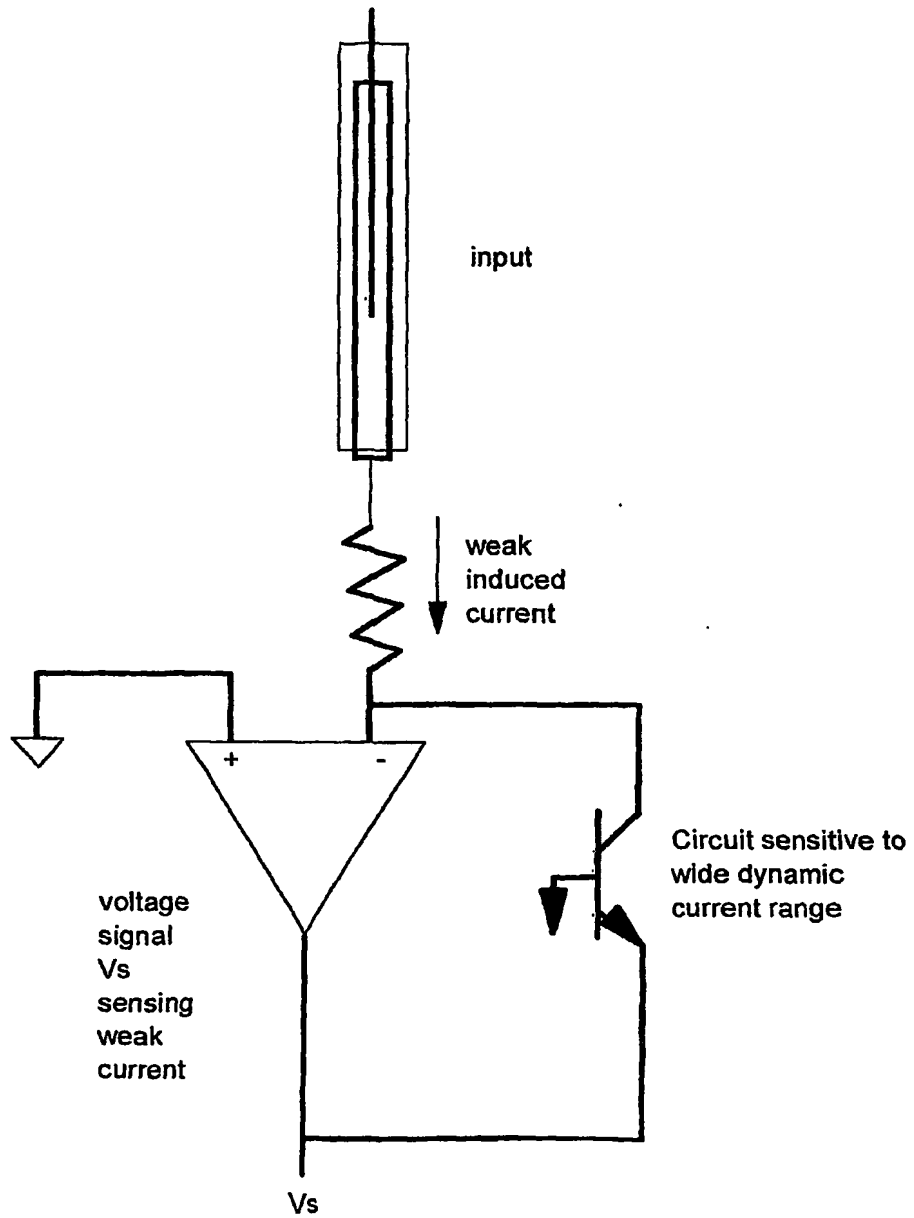 input
weak
induced
current
+ -
Circuit sensitive to
wide dynamic
current range
voltage
signal
Vs
sensing
weak
current
Vs